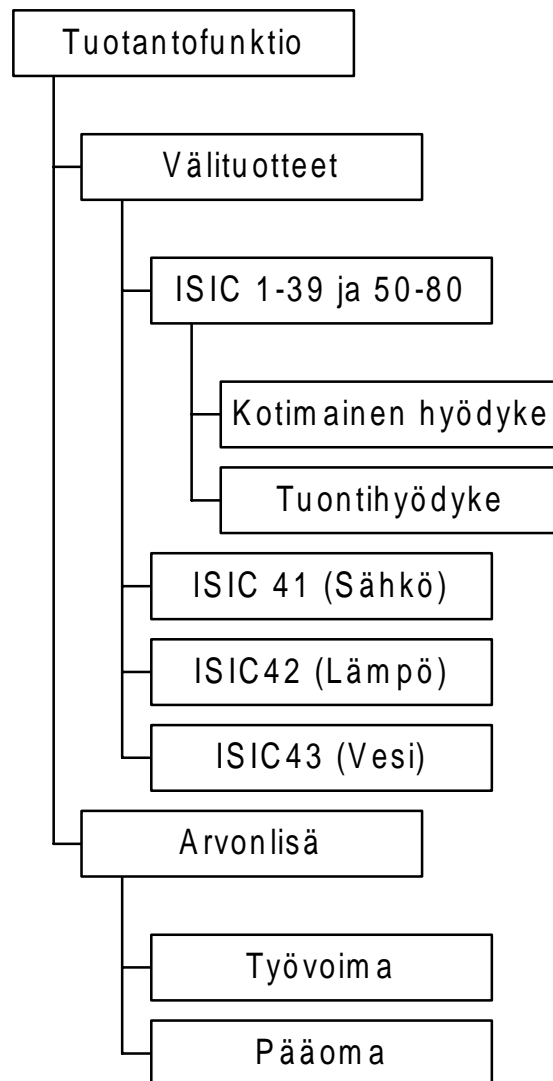 Tuotantofunktio
Välituotteet
ISIC 1-39 ja 50-80
Kotimainen hyödyke
Tuontihyödyke
ISIC 41 (Sähkö)
ISIC42 (Lämpö)
ISIC43 (Vesi)
Arvonlisä
Työvoima
Pääoma